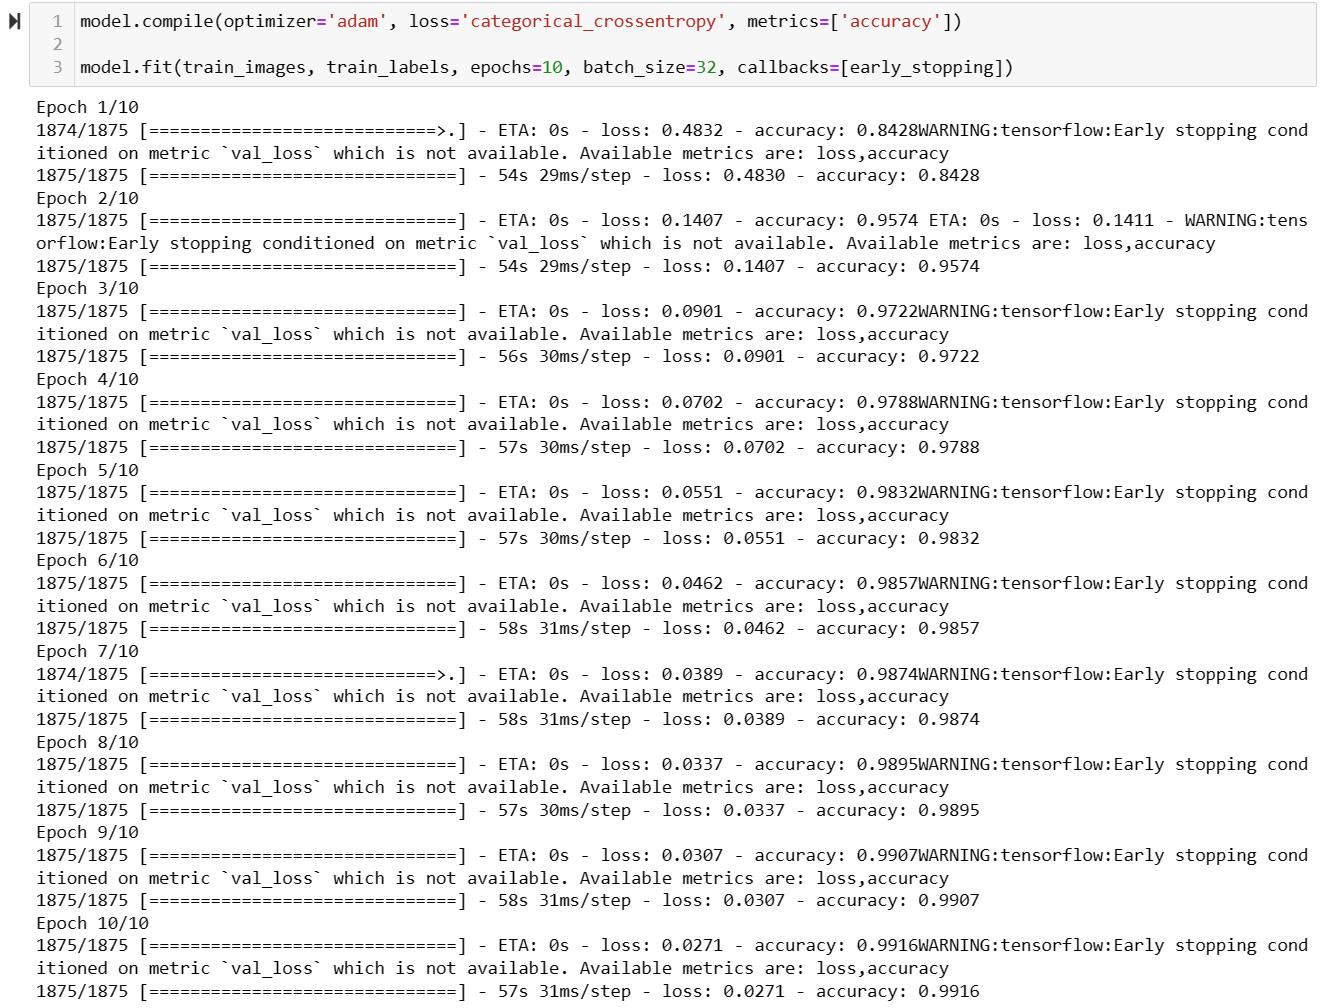 1 model.compile(optimizer='adam', loss='categorical_crossentropy', metrics=['accuracy'])
2
3 model.fit(train_images, train_labels, epochs=10, batch_size=32, callbacks=[early_stopping])
Epoch 1/10
1874/1875 [============================>.] - ETA: 0s - loss: 0.4832 - accuracy: 0.8428WARNING:tensorflow:Early stopping cond
itioned on metric `val_loss` which is not available. Available metrics are: loss,accuracy
1875/1875 [==============================] - 54s 29ms/step - loss: 0.4830 - accuracy: 0.8428
Epoch 2/10
1875/1875 [==============================] - ETA: 0s - loss: 0.1407 - accuracy: 0.9574 ETA: 0s - loss: 0.1411 - WARNING:tens
orflow:Early stopping conditioned on metric `val_loss` which is not available. Available metrics are: loss,accuracy
1875/1875 [==============================] - 54s 29ms/step - loss: 0.1407 - accuracy: 0.9574
Epoch 3/10
1875/1875 [==============================] - ETA: 0s - loss: 0.0901 - accuracy: 0.9722WARNING:tensorflow:Early stopping cond
itioned on metric `val_loss` which is not available. Available metrics are: loss,accuracy
1875/1875 [==============================] - 56s 30ms/step - loss: 0.0901 - accuracy: 0.9722
Epoch 4/10
1875/1875 [==============================] - ETA: 0s - loss: 0.0702 - accuracy: 0.9788WARNING:tensorflow:Early stopping cond
itioned on metric `val_loss` which is not available. Available metrics are: loss,accuracy
1875/1875 [==============================] - 57s 30ms/step - loss: 0.0702 - accuracy: 0.9788
Epoch 5/10
1875/1875 [==============================] - ETA: 0s - loss: 0.0551 - accuracy: 0.9832WARNING:tensorflow:Early stopping cond
itioned on metric `val_loss` which is not available. Available metrics are: loss,accuracy
1875/1875 [==============================] - 57s 30ms/step - loss: 0.0551 - accuracy: 0.9832
Epoch 6/10
1875/1875 [==============================] - ETA: 0s - loss: 0.0462 - accuracy: 0.9857WARNING:tensorflow:Early stopping cond
itioned on metric `val_loss` which is not available. Available metrics are: loss,accuracy
1875/1875 [==============================] - 58s 31ms/step - loss: 0.0462 - accuracy: 0.9857
Epoch 7/10
1874/1875 [============================>.] - ETA: 0s - loss: 0.0389 - accuracy: 0.9874WARNING:tensorflow:Early stopping cond
itioned on metric `val_loss` which is not available. Available metrics are: loss,accuracy
1875/1875 [==============================] - 58s 31ms/step - loss: 0.0389 - accuracy: 0.9874
Epoch 8/10
1875/1875 [==============================] - ETA: 0s - loss: 0.0337 - accuracy: 0.9895WARNING:tensorflow:Early stopping cond
itioned on metric `val_loss` which is not available. Available metrics are: loss,accuracy
1875/1875 [==============================] - 57s 30ms/step - loss: 0.0337 - accuracy: 0.9895
Epoch 9/10
1875/1875 [==============================] - ETA: 0s - loss: 0.0307 - accuracy: 0.9907WARNING:tensorflow:Early stopping cond
itioned on metric `val_loss` which is not available. Available metrics are: loss,accuracy
1875/1875 [==============================] - 58s 31ms/step - loss: 0.0307 - accuracy: 0.9907
Epoch 10/10
1875/1875 [==============================] - ETA: 0s - loss: 0.0271 - accuracy: 0.9916WARNING:tensorflow:Early stopping cond
itioned on metric `val_loss` which is not available. Available metrics are: loss,accuracy
1875/1875 [==============================] - 57s 31ms/step - loss: 0.0271 - accuracy: 0.9916